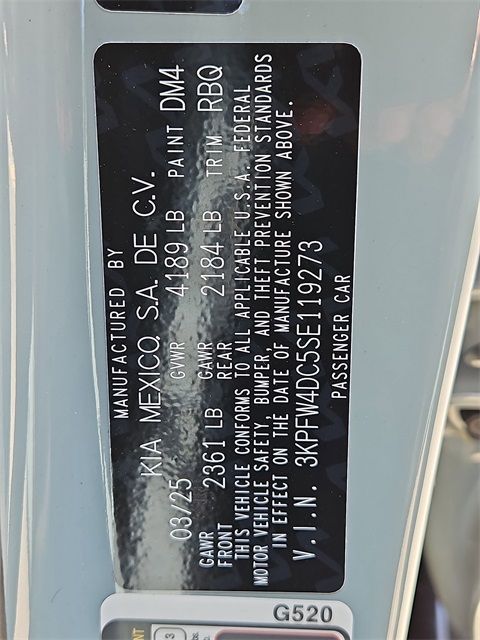 MANUFACTURED BY
KIA MEXICO, S.A. DE C.V.
03/25 GVWR 4189 LB PAINT DM4
GAWR FRONT 2361 LB GAWR REAR 2184 LB TRIM RBQ
THIS VEHICLE CONFORMS TO ALL APPLICABLE U.S.A. FEDERAL
MOTOR VEHICLE SAFETY, BUMPER, AND THEFT PREVENTION STANDARDS
IN EFFECT ON THE DATE OF MANUFACTURE SHOWN ABOVE.
V.I.N. 3KPFW4DC5SE119273
PASSENGER CAR
G520